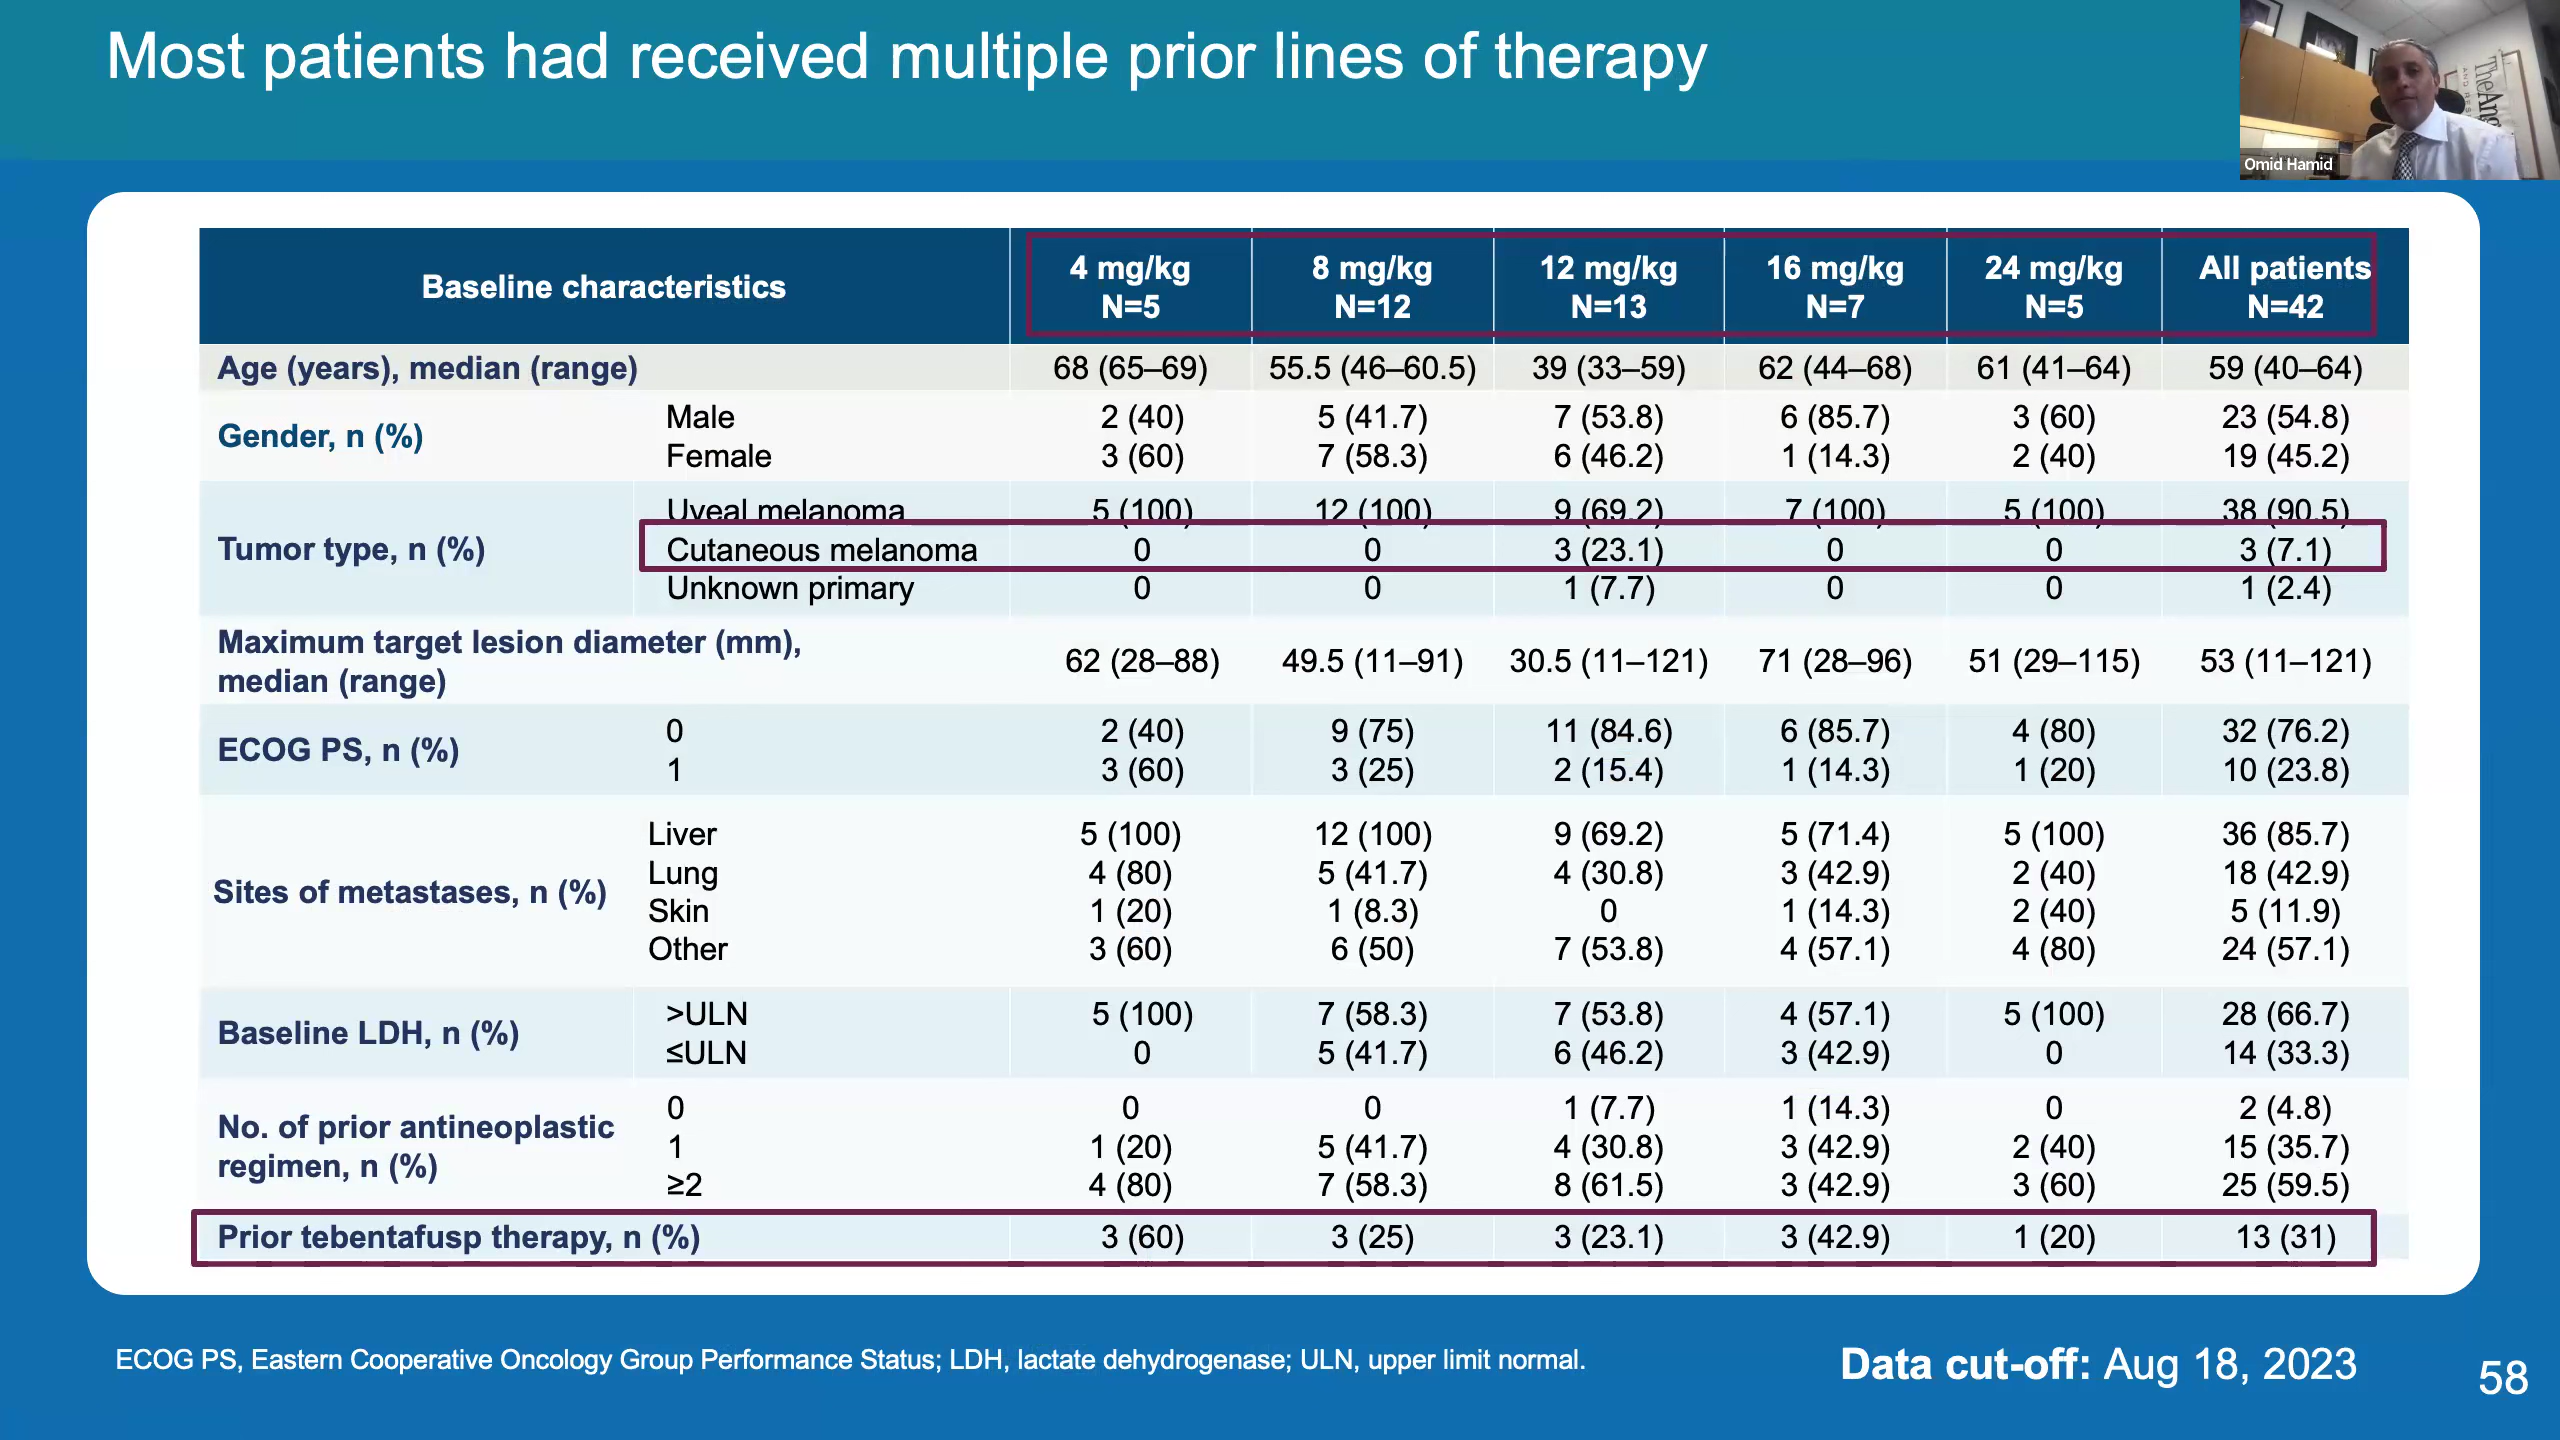 Most patients had received multiple prior lines of therapy
Omid Hamid
Baseline characteristics 4 mg/kg N=5 8 mg/kg N=12 12 mg/kg N=13 16 mg/kg N=7 24 mg/kg N=5 All patients N=42
Age (years), median (range) 68 (65–69) 55.5 (46–60.5) 39 (33–59) 62 (44–68) 61 (41–64) 59 (40–64)
Gender, n (%)
Male 2 (40) 5 (41.7) 7 (53.8) 6 (85.7) 3 (60) 23 (54.8)
Female 3 (60) 7 (58.3) 6 (46.2) 1 (14.3) 2 (40) 19 (45.2)
Tumor type, n (%)
Uveal melanoma 5 (100) 12 (100) 9 (69.2) 7 (100) 5 (100) 38 (90.5)
Cutaneous melanoma 0 0 3 (23.1) 0 0 3 (7.1)
Unknown primary 0 0 1 (7.7) 0 0 1 (2.4)
Maximum target lesion diameter (mm),
median (range) 62 (28–88) 49.5 (11–91) 30.5 (11–121) 71 (28–96) 51 (29–115) 53 (11–121)
ECOG PS, n (%)
0 2 (40) 9 (75) 11 (84.6) 6 (85.7) 4 (80) 32 (76.2)
1 3 (60) 3 (25) 2 (15.4) 1 (14.3) 1 (20) 10 (23.8)
Sites of metastases, n (%)
Liver 5 (100) 12 (100) 9 (69.2) 5 (71.4) 5 (100) 36 (85.7)
Lung 4 (80) 5 (41.7) 4 (30.8) 3 (42.9) 2 (40) 18 (42.9)
Skin 1 (20) 1 (8.3) 0 1 (14.3) 2 (40) 5 (11.9)
Other 3 (60) 6 (50) 7 (53.8) 4 (57.1) 4 (80) 24 (57.1)
Baseline LDH, n (%)
>ULN 5 (100) 7 (58.3) 7 (53.8) 4 (57.1) 5 (100) 28 (66.7)
≤ULN 0 5 (41.7) 6 (46.2) 3 (42.9) 0 14 (33.3)
No. of prior antineoplastic
regimen, n (%)
0 0 0 1 (7.7) 1 (14.3) 0 2 (4.8)
1 1 (20) 5 (41.7) 4 (30.8) 3 (42.9) 2 (40) 15 (35.7)
≥2 4 (80) 7 (58.3) 8 (61.5) 3 (42.9) 3 (60) 25 (59.5)
Prior tebentafusp therapy, n (%) 3 (60) 3 (25) 3 (23.1) 3 (42.9) 1 (20) 13 (31)
ECOG PS, Eastern Cooperative Oncology Group Performance Status; LDH, lactate dehydrogenase; ULN, upper limit normal.
Data cut-off: Aug 18, 2023
58